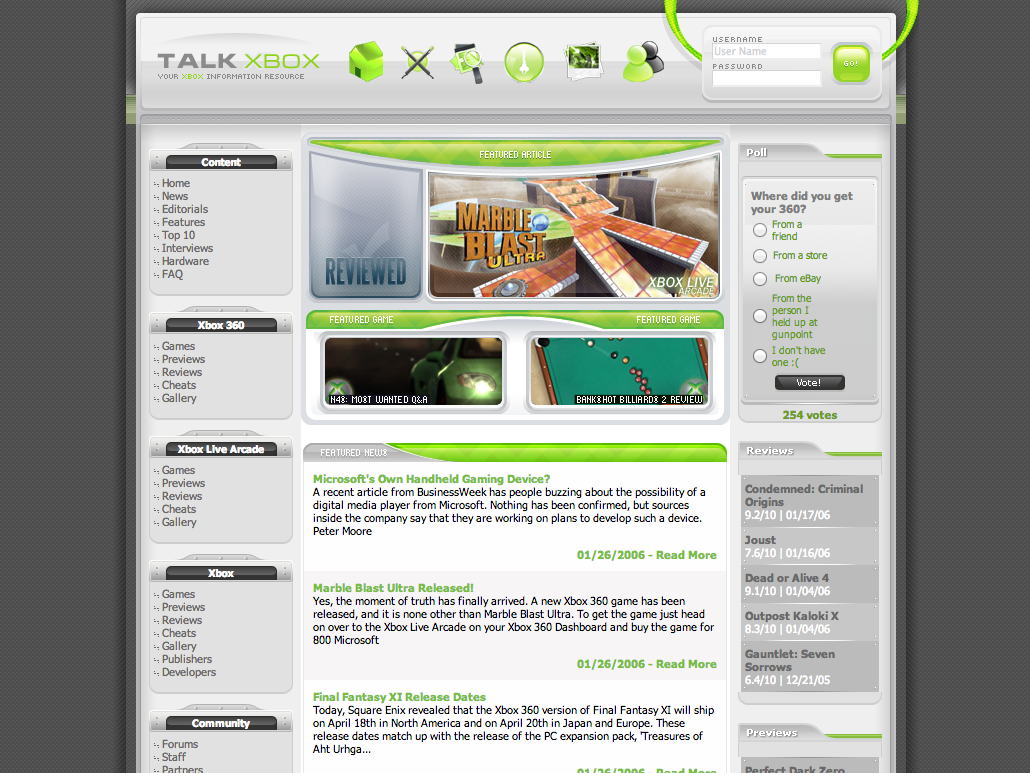 TALK XBOX
YOUR XBOX INFORMATION RESOURCE
USERNAME
User Name
PASSWORD
GO!
Content
Home
News
Editorials
Features
Top 10
Interviews
Hardware
FAQ
Xbox 360
Games
Previews
Reviews
Cheats
Gallery
Xbox Live Arcade
Games
Previews
Reviews
Cheats
Gallery
Xbox
Games
Previews
Reviews
Cheats
Gallery
Publishers
Developers
Community
Forums
Staff
Partners
FEATURED ARTICLE
REVIEWED
MARBLE
BLAST
ULTRA
XBOX LIVE
ARCADE
FEATURED GAME
FEATURED GAME
N4S: MOST WANTED Q&A
BANKSHOT BILLIARDS 2 REVIEW
FEATURED NEWS
Microsoft's Own Handheld Gaming Device?
A recent article from BusinessWeek has people buzzing about the possibility of a
digital media player from Microsoft. Nothing has been confirmed, but sources
inside the company say that they are working on plans to develop such a device.
Peter Moore
01/26/2006 - Read More
Marble Blast Ultra Released!
Yes, the moment of truth has finally arrived. A new Xbox 360 game has been
released, and it is none other than Marble Blast Ultra. To get the game just head
on over to the Xbox Live Arcade on your Xbox 360 Dashboard and buy the game for
800 Microsoft
01/26/2006 - Read More
Final Fantasy XI Release Dates
Today, Square Enix revealed that the Xbox 360 version of Final Fantasy XI will ship
on April 18th in North America and on April 20th in Japan and Europe. These
release dates match up with the release of the PC expansion pack, 'Treasures of
Aht Urhga...
01/26/2006 - Read More
Poll
Where did you get
your 360?
From a
friend
From a store
From eBay
From the
person I
held up at
gunpoint
I don't have
one :(
Vote!
254 votes
Reviews
Condemned: Criminal
Origins
9.2/10 | 01/17/06
Joust
7.6/10 | 01/16/06
Dead or Alive 4
9.1/10 | 01/04/06
Outpost Kaloki X
8.3/10 | 01/04/06
Gauntlet: Seven
Sorrows
6.4/10 | 12/21/05
Previews
Perfect Dark Zero